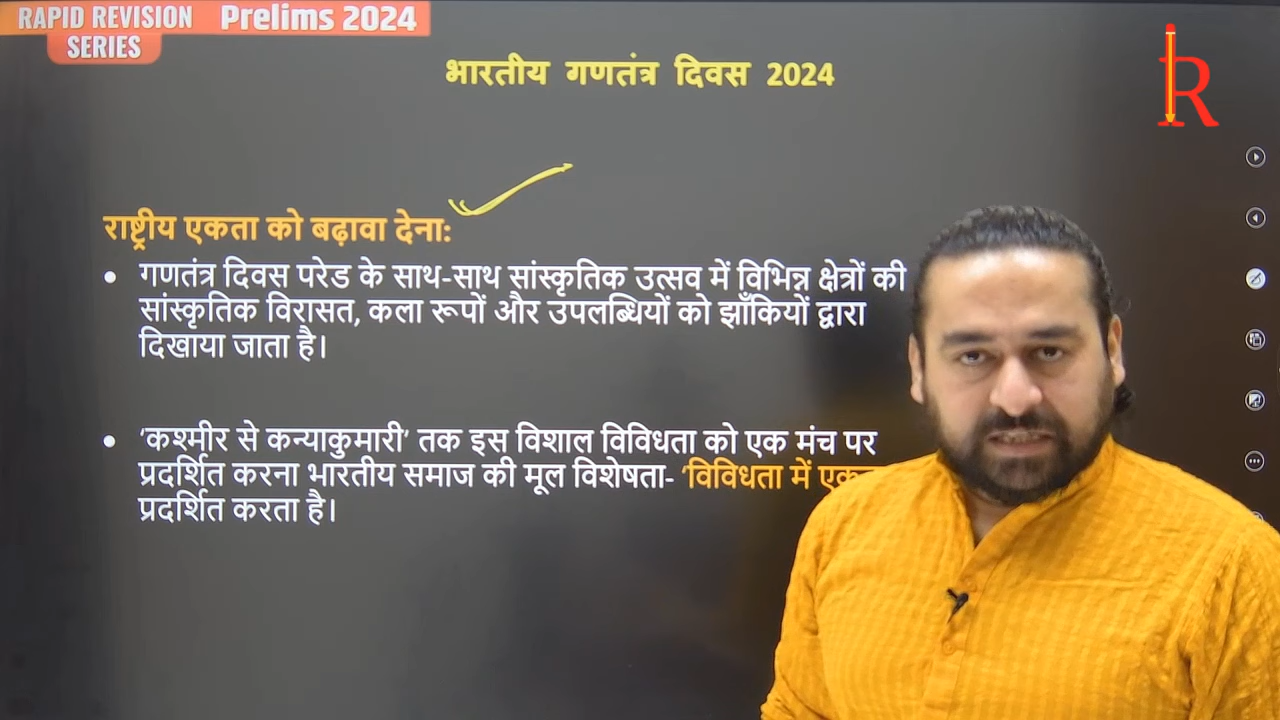 RAPID REVISION Prelims 2024
SERIES
भारतीय गणतंत्र दिवस 2024
R
राष्ट्रीय एकता को बढ़ावा देना:
• गणतंत्र दिवस परेड के साथ-साथ सांस्कृतिक उत्सव में विभिन्न क्षेत्रों की
सांस्कृतिक विरासत, कला रूपों और उपलब्धियों को झाँकियों द्वारा
दिखाया जाता है।
• 'कश्मीर से कन्याकुमारी' तक इस विशाल विविधता को एक मंच पर
प्रदर्शित करना भारतीय समाज की मूल विशेषता- 'विविधता में
प्रदर्शित करता है।